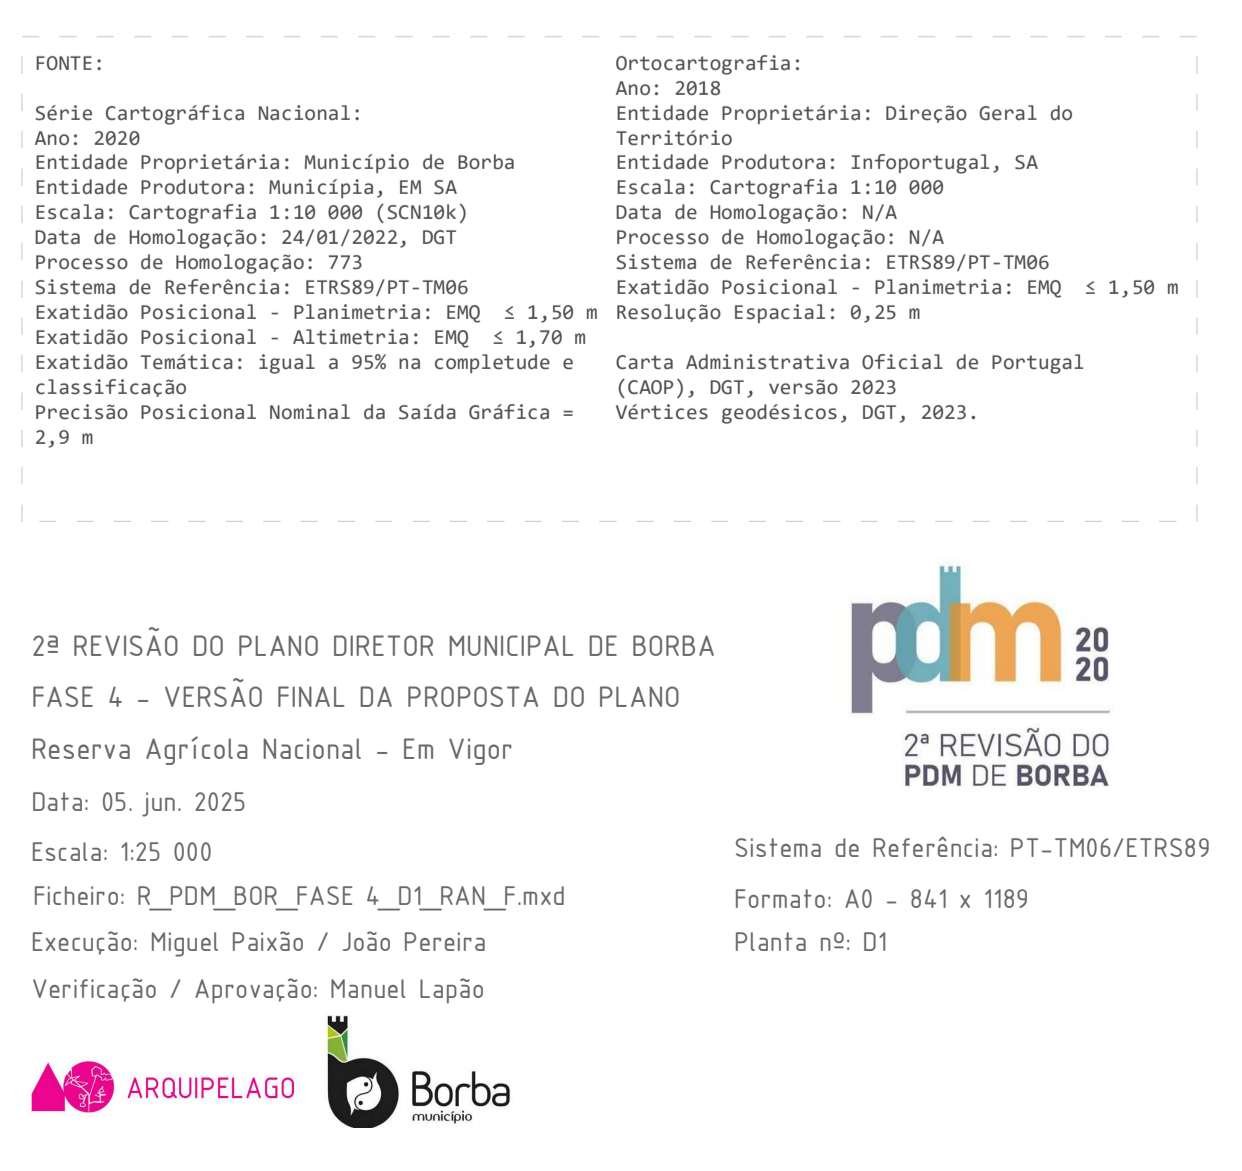 FONTE:
Série Cartográfica Nacional:
Ano: 2020
Entidade Proprietária: Município de Borba
Entidade Produtora: Municípia, EM SA
Escala: Cartografia 1:10 000 (SCN10k)
Data de Homologação: 24/01/2022, DGT
Processo de Homologação: 773
Sistema de Referência: ETRS89/PT-TM06
Exatidão Posicional - Planimetria: EMQ ≤ 1,50 m
Exatidão Posicional - Altimetria: EMQ ≤ 1,70 m
Exatidão Temática: igual a 95% na completude e
classificação
Precisão Posicional Nominal da Saída Gráfica =
2,9 m
Ortocartografia:
Ano: 2018
Entidade Proprietária: Direção Geral do
Território
Entidade Produtora: Infoportugal, SA
Escala: Cartografia 1:10 000
Data de Homologação: N/A
Processo de Homologação: N/A
Sistema de Referência: ETRS89/PT-TM06
Exatidão Posicional - Planimetria: EMQ ≤ 1,50 m
Resolução Espacial: 0,25 m
Carta Administrativa Oficial de Portugal
(CAOP), DGT, versão 2023
Vértices geodésicos, DGT, 2023.
2ª REVISÃO DO PLANO DIRETOR MUNICIPAL DE BORBA
FASE 4 - VERSÃO FINAL DA PROPOSTA DO PLANO
Reserva Agrícola Nacional - Em Vigor
Data: 05. jun. 2025
Escala: 1:25 000
Ficheiro: R_PDM_BOR_FASE 4_D1_RAN_F.mxd
Execução: Miguel Paixão / João Pereira
Verificação / Aprovação: Manuel Lapão
pdm
20
20
2ª REVISÃO DO
PDM DE BORBA
Sistema de Referência: PT-TM06/ETRS89
Formato: A0 - 841 x 1189
Planta nº: D1
ARQUIPELAGO
Borba
município